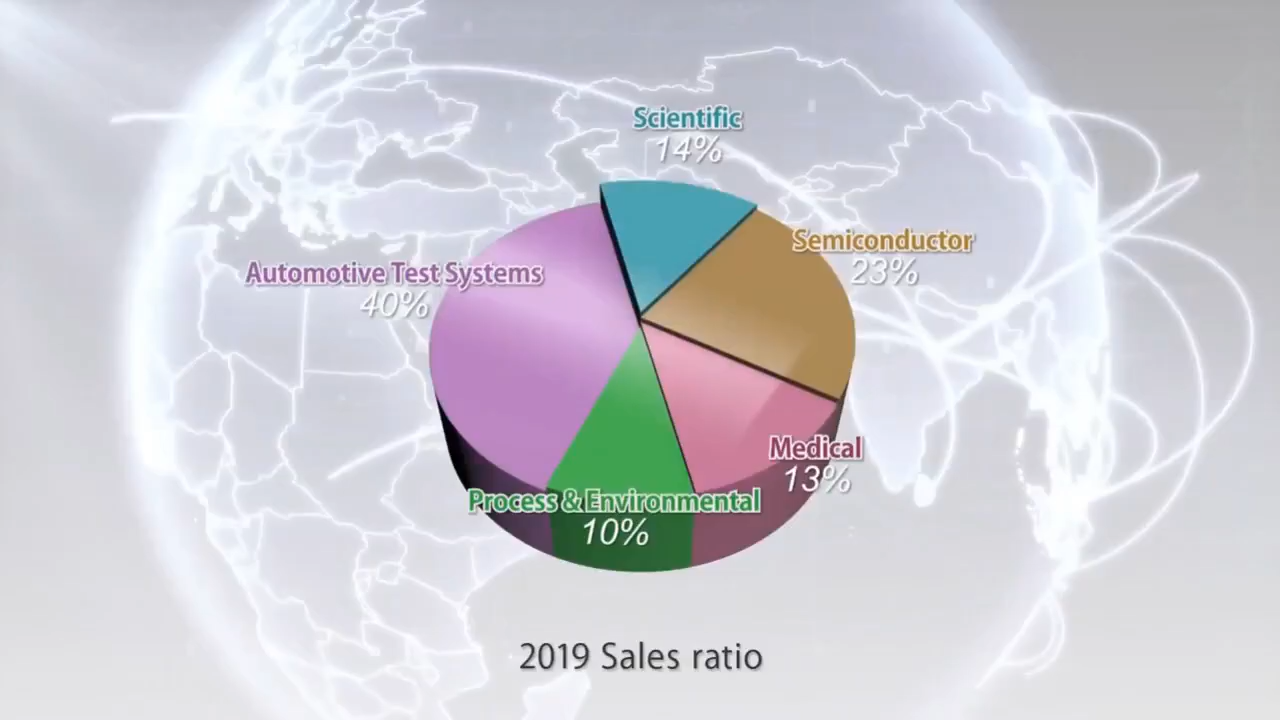 Scientific
14%
Semiconductor
23%
Automotive Test Systems
40%
Medical
13%
Process & Environmental
10%
2019 Sales ratio